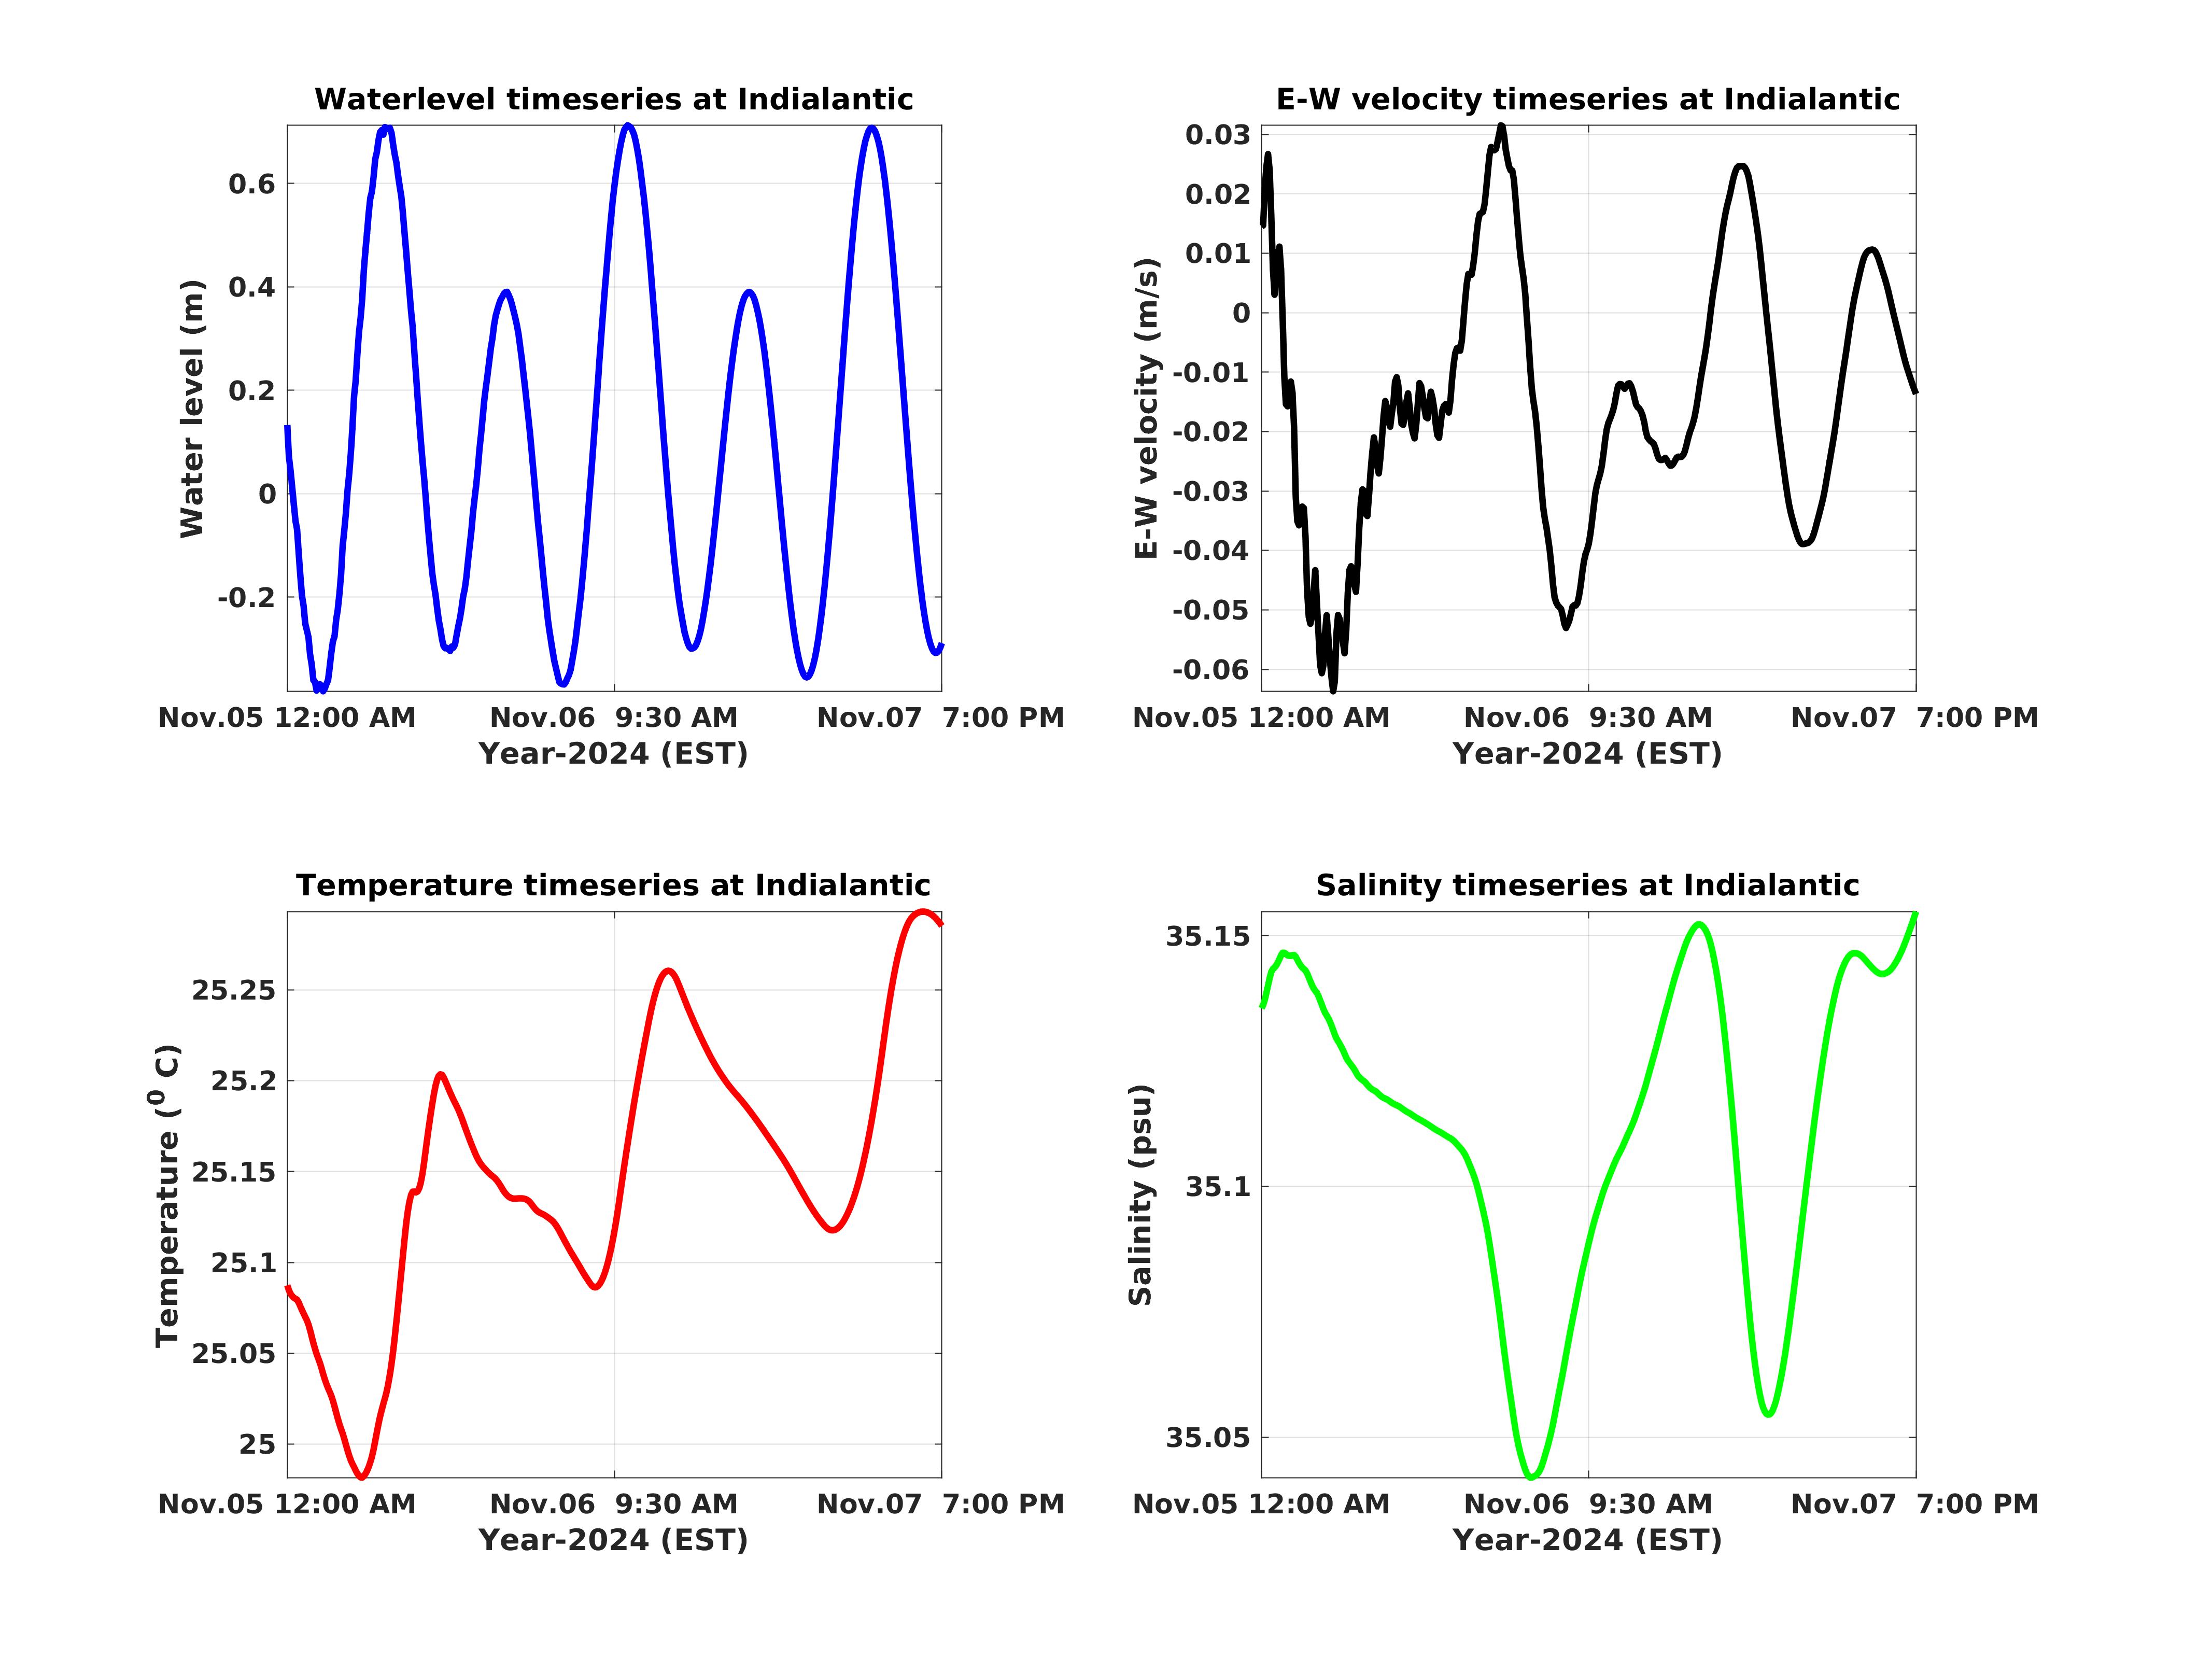 Waterlevel timeseries at Indialantic
Water level (m)
0.6
0.4
0.2
0
-0.2
Nov.05 12:00 AM Nov.06 9:30 AM Nov.07 7:00 PM
Year-2024 (EST)
E-W velocity timeseries at Indialantic
E-W velocity (m/s)
0.03
0.02
0.01
0
-0.01
-0.02
-0.03
-0.04
-0.05
-0.06
Nov.05 12:00 AM Nov.06 9:30 AM Nov.07 7:00 PM
Year-2024 (EST)
Temperature timeseries at Indialantic
Temperature (⁰ C)
25.25
25.2
25.15
25.1
25.05
25
Nov.05 12:00 AM Nov.06 9:30 AM Nov.07 7:00 PM
Year-2024 (EST)
Salinity timeseries at Indialantic
Salinity (psu)
35.15
35.1
35.05
Nov.05 12:00 AM Nov.06 9:30 AM Nov.07 7:00 PM
Year-2024 (EST)